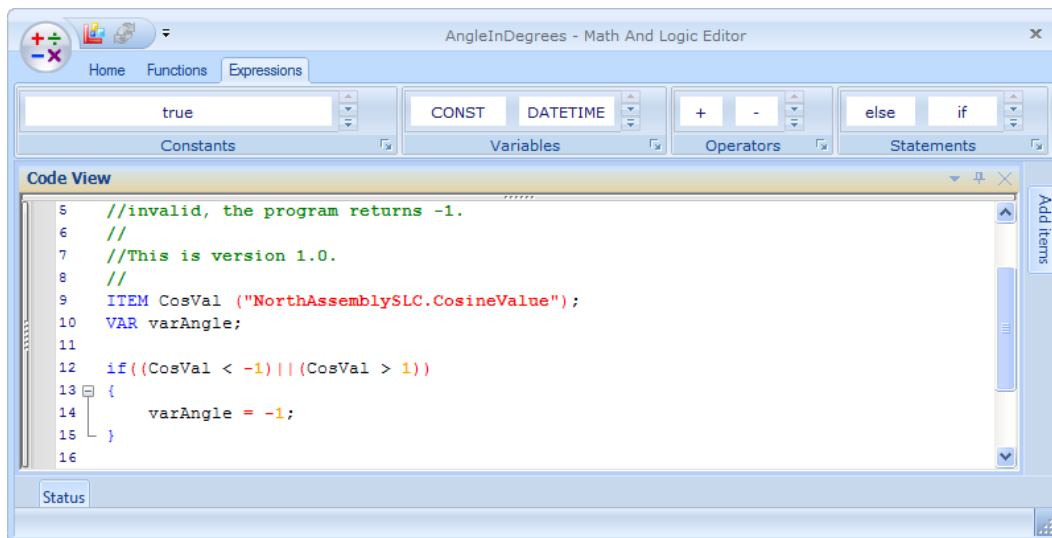 AngleInDegrees - Math And Logic Editor
Home Functions Expressions
true CONST DATETIME + - else if
Constants Variables Operators Statements
Code View
Add items
5 //invalid, the program returns -1.
6 //
7 //This is version 1.0.
8 //
9 ITEM CosVal ("NorthAssemblySLC.CosineValue");
10 VAR varAngle;
11
12 if((CosVal < -1)||(CosVal > 1))
13 {
14 varAngle = -1;
15 }
16
Status